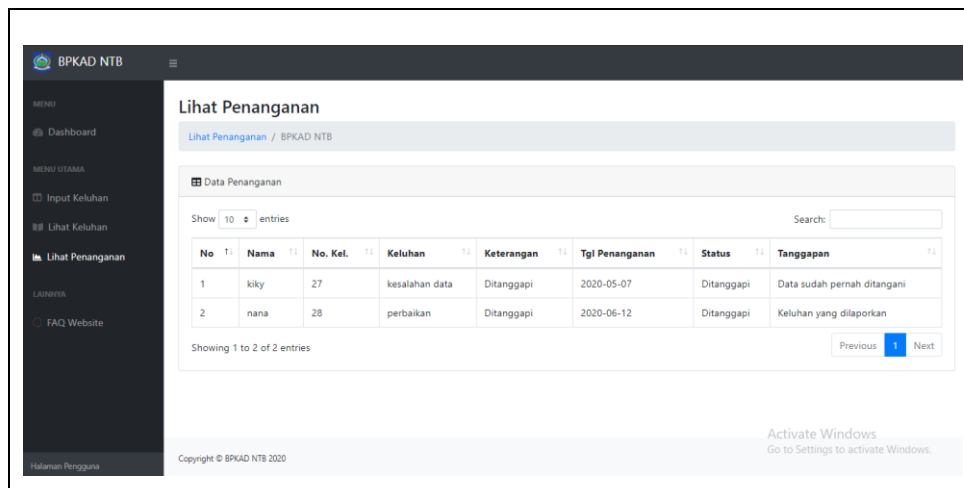 BPKAD NTB
MENU
Dashboard
MENU UTAMA
Input Keluhan
Lihat Keluhan
Lihat Penanganan
LAINNYA
FAQ Website
Halaman Pengguna
Lihat Penanganan
Lihat Penanganan / BPKAD NTB
Data Penanganan
Show 10 entries Search:
No Nama No. Kel. Keluhan Keterangan Tgl Penanganan Status Tanggapan
1 kiky 27 kesalahan data Ditanggapi 2020-05-07 Ditanggapi Data sudah pernah ditangani
2 nana 28 perbaikan Ditanggapi 2020-06-12 Ditanggapi Keluhan yang dilaporkan
Showing 1 to 2 of 2 entries Previous 1 Next
Activate Windows
Go to Settings to activate Windows.
Copyright © BPKAD NTB 2020